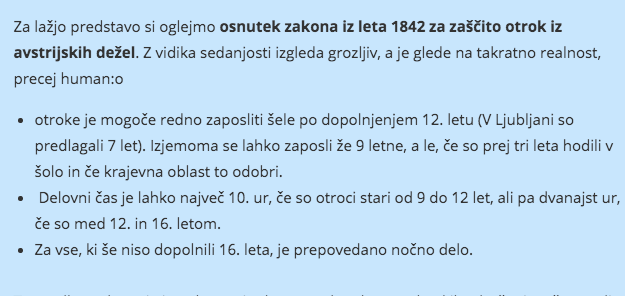 Za lažjo predstavo si oglejmo osnutek zakona iz leta 1842 za zaščito otrok iz
avstrijskih dežel. Z vidika sedanjosti izgleda grozljiv, a je glede na takratno realnost,
precej human:o
• otroke je mogoče redno zaposliti šele po dopolnjenjem 12. letu (V Ljubljani so
predlagali 7 let). Izjemoma se lahko zaposli že 9 letne, a le, če so prej tri leta hodili v
šolo in če krajevna oblast to odobri.
• Delovni čas je lahko največ 10. ur, če so otroci stari od 9 do 12 let, ali pa dvanajst ur,
če so med 12. in 16. letom.
• Za vse, ki še niso dopolnili 16. leta, je prepovedano nočno delo.